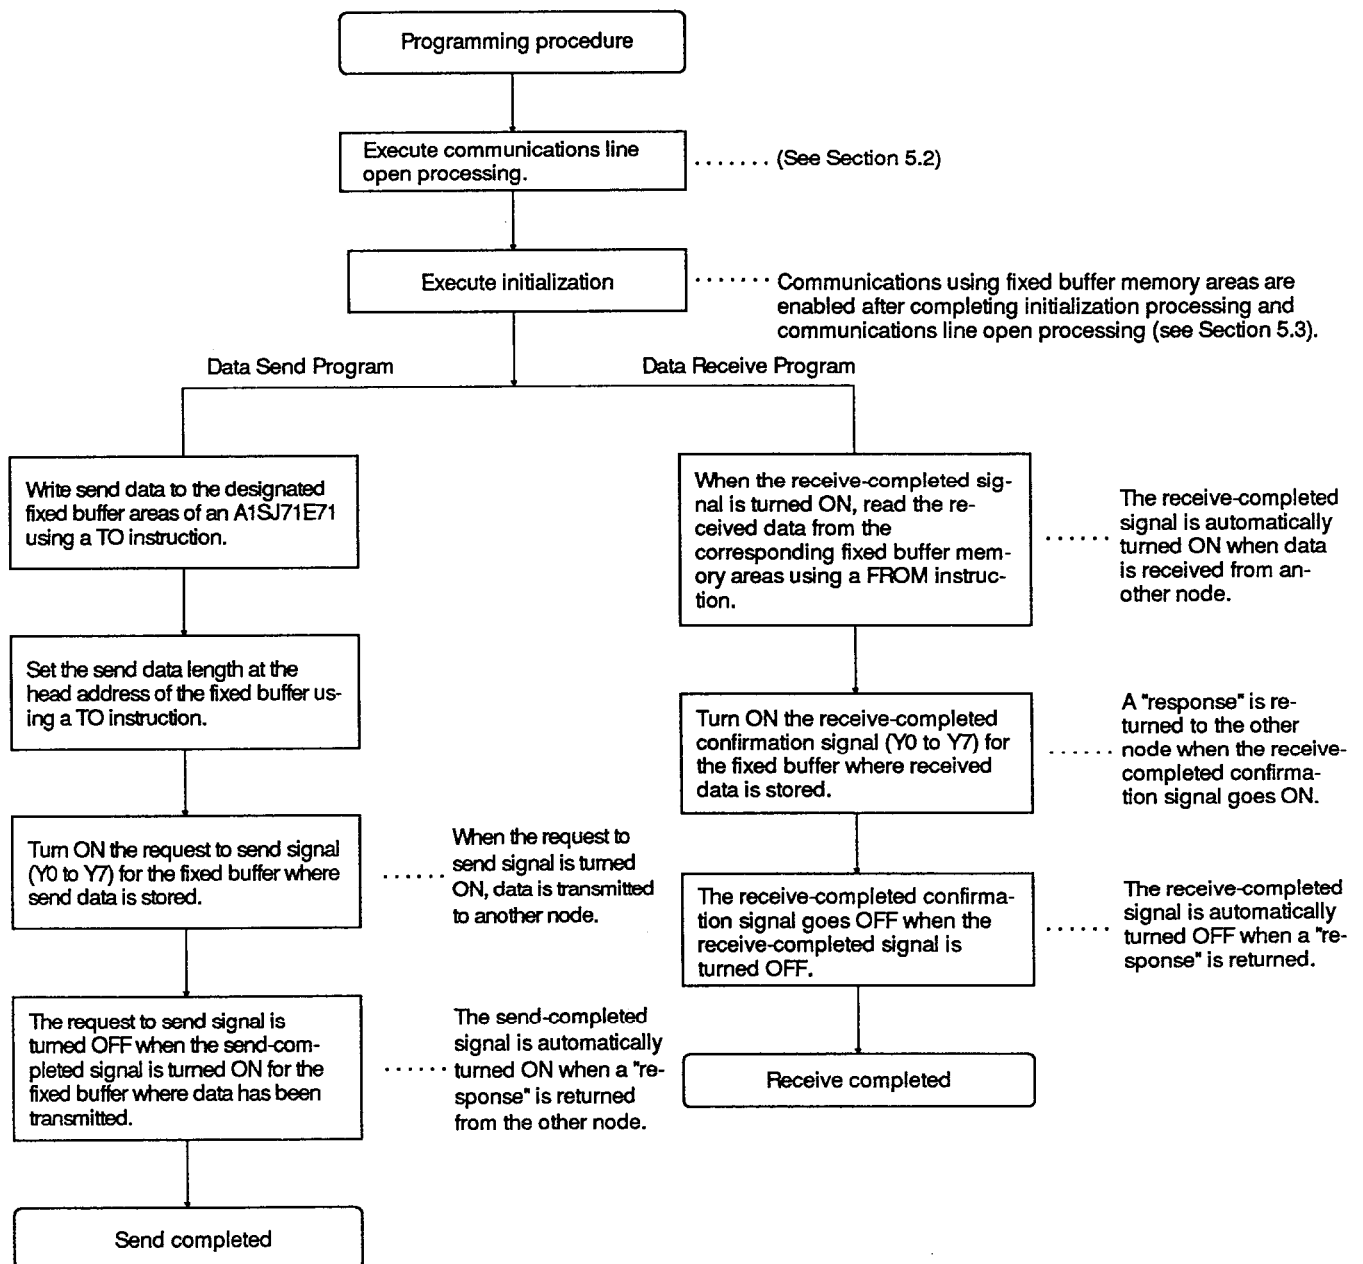 Programming procedure
Execute communications line
open processing.
(See Section 5.2)
Execute initialization
Communications using fixed buffer memory areas are
enabled after completing initialization processing and
communications line open processing (see Section 5.3).
Data Send Program
Data Receive Program
Write send data to the designated
fixed buffer areas of an A1SJ71E71
using a TO instruction.
Set the send data length at the
head address of the fixed buffer us-
ing a TO instruction.
Turn ON the request to send signal
(Y0 to Y7) for the fixed buffer where
send data is stored.
When the request to
send signal is turned
ON, data is transmitted
to another node.
The request to send signal is
turned OFF when the send-com-
pleted signal is turned ON for the
fixed buffer where data has been
transmitted.
The send-completed
signal is automatically
turned ON when a "re-
sponse" is returned
from the other node.
Send completed
When the receive-completed sig-
nal is turned ON, read the re-
ceived data from the
corresponding fixed buffer mem-
ory areas using a FROM instruc-
tion.
The receive-completed
signal is automatically
turned ON when data
is received from an-
other node.
Turn ON the receive-completed
confirmation signal (Y0 to Y7) for
the fixed buffer where received
data is stored.
A "response" is re-
turned to the other
node when the receive-
completed confirma-
tion signal goes ON.
The receive-completed confirma-
tion signal goes OFF when the
receive-completed signal is
turned OFF.
The receive-completed
signal is automatically
turned OFF when a "re-
sponse" is returned.
Receive completed